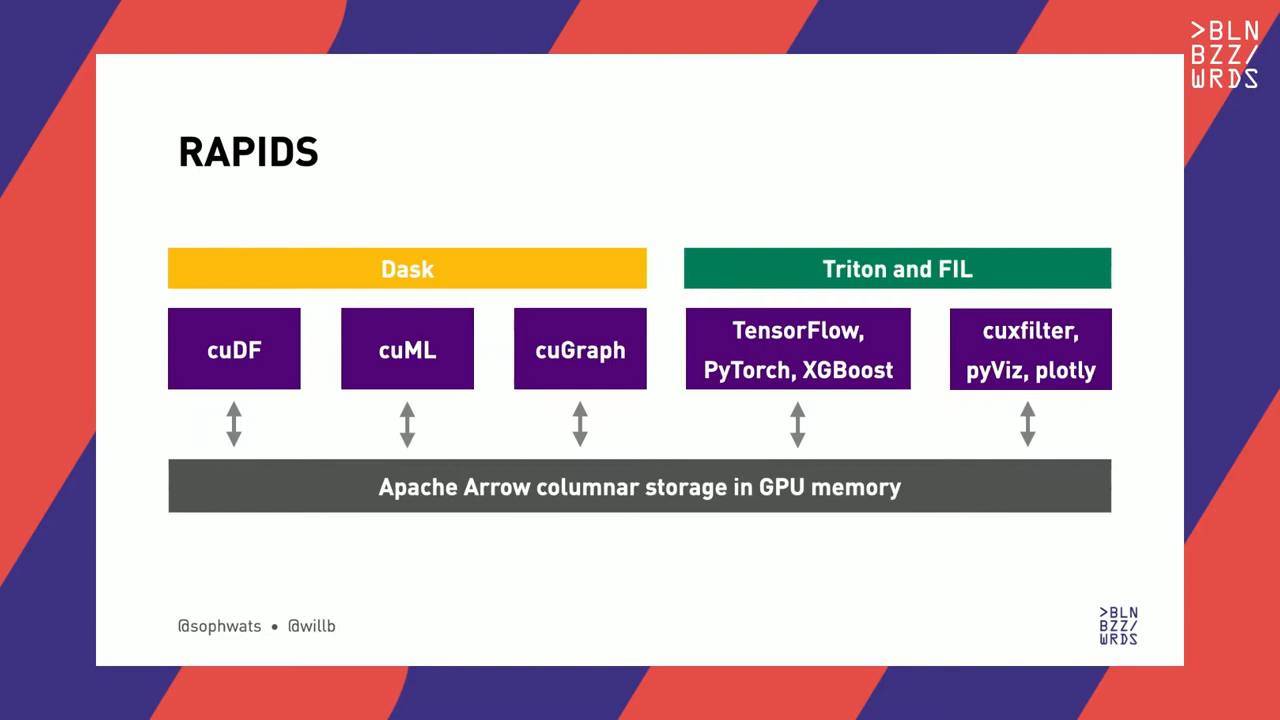 >BLN
BZZ/
WRDS
RAPIDS
Dask
Triton and FIL
cuDF
cuML
cuGraph
TensorFlow,
PyTorch, XGBoost
cuxfilter,
pyViz, plotly
Apache Arrow columnar storage in GPU memory
@sophwats • @willb
>BLN
BZZ/
WRDS